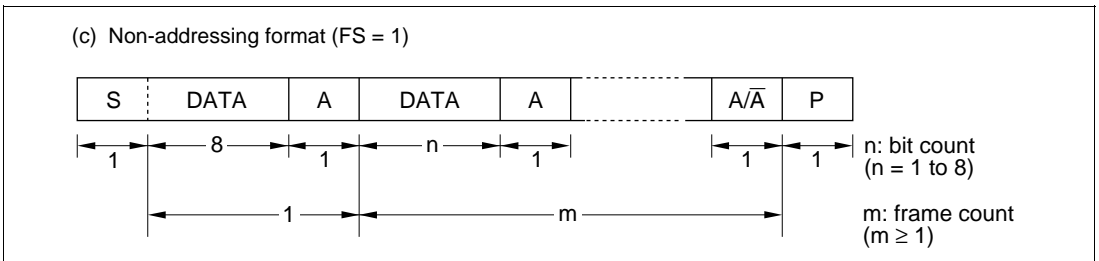 (c) Non-addressing format (FS = 1)
S DATA A DATA A A/A̅ P
1 8 1 n 1 1 1 n: bit count
(n = 1 to 8)
1 m m: frame count
(m ≥ 1)